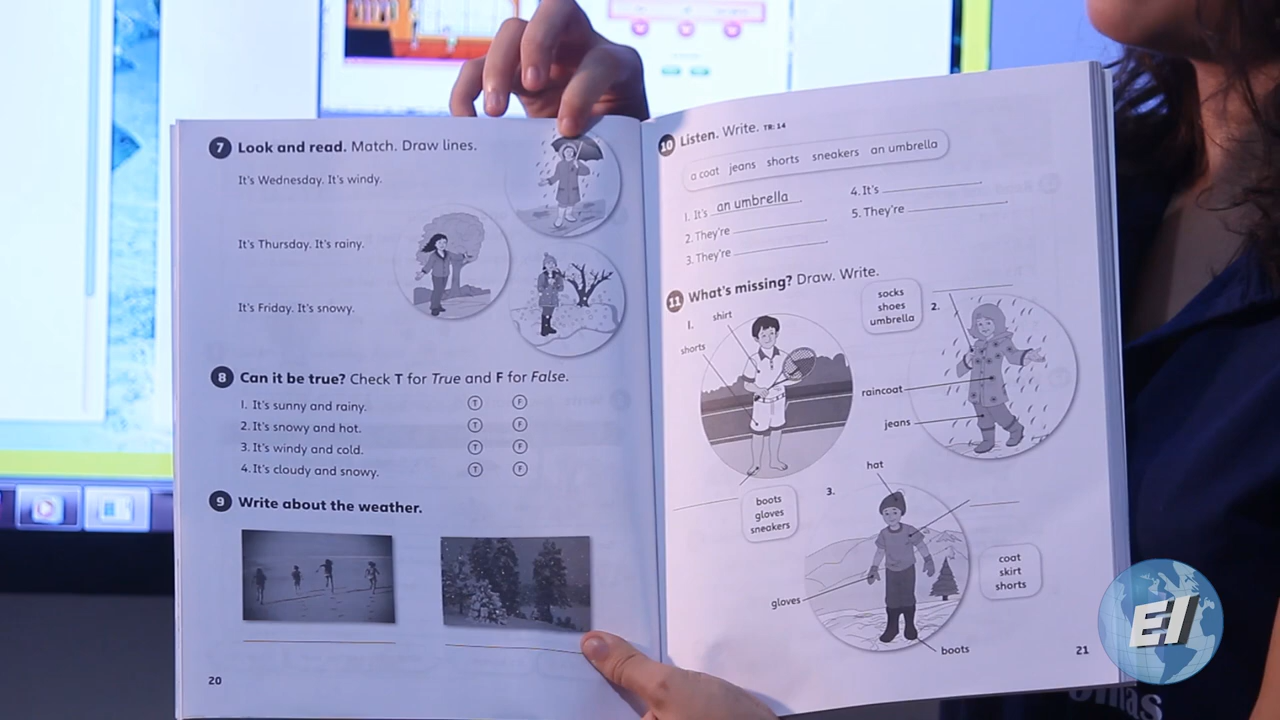 7 Look and read. Match. Draw lines.
It's Wednesday. It's windy.
It's Thursday. It's rainy.
It's Friday. It's snowy.
8 Can it be true? Check T for True and F for False.
1. It's sunny and rainy. T F
2. It's snowy and hot. T F
3. It's windy and cold. T F
4. It's cloudy and snowy. T F
9 Write about the weather.
20
10 Listen. Write. TR: 14
a coat jeans shorts sneakers an umbrella
1. It's an umbrella.
2. They're
3. They're
4. It's
5. They're
11 What's missing? Draw. Write.
1.
shirt
shorts
boots
gloves
sneakers
socks
shoes
umbrella
2.
raincoat
jeans
3.
hat
gloves
boots
coat
skirt
shorts
21
EI